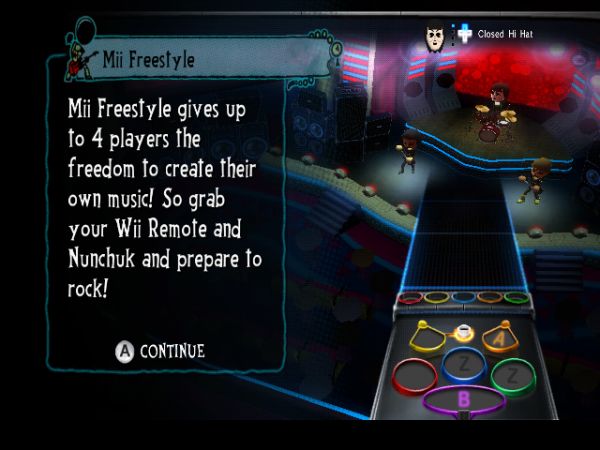 Mii Freestyle
Closed Hi Hat
Mii Freestyle gives up
to 4 players the
freedom to create their
own music! So grab
your Wii Remote and
Nunchuk and prepare to
rock!
A CONTINUE
A
Z
Z
B